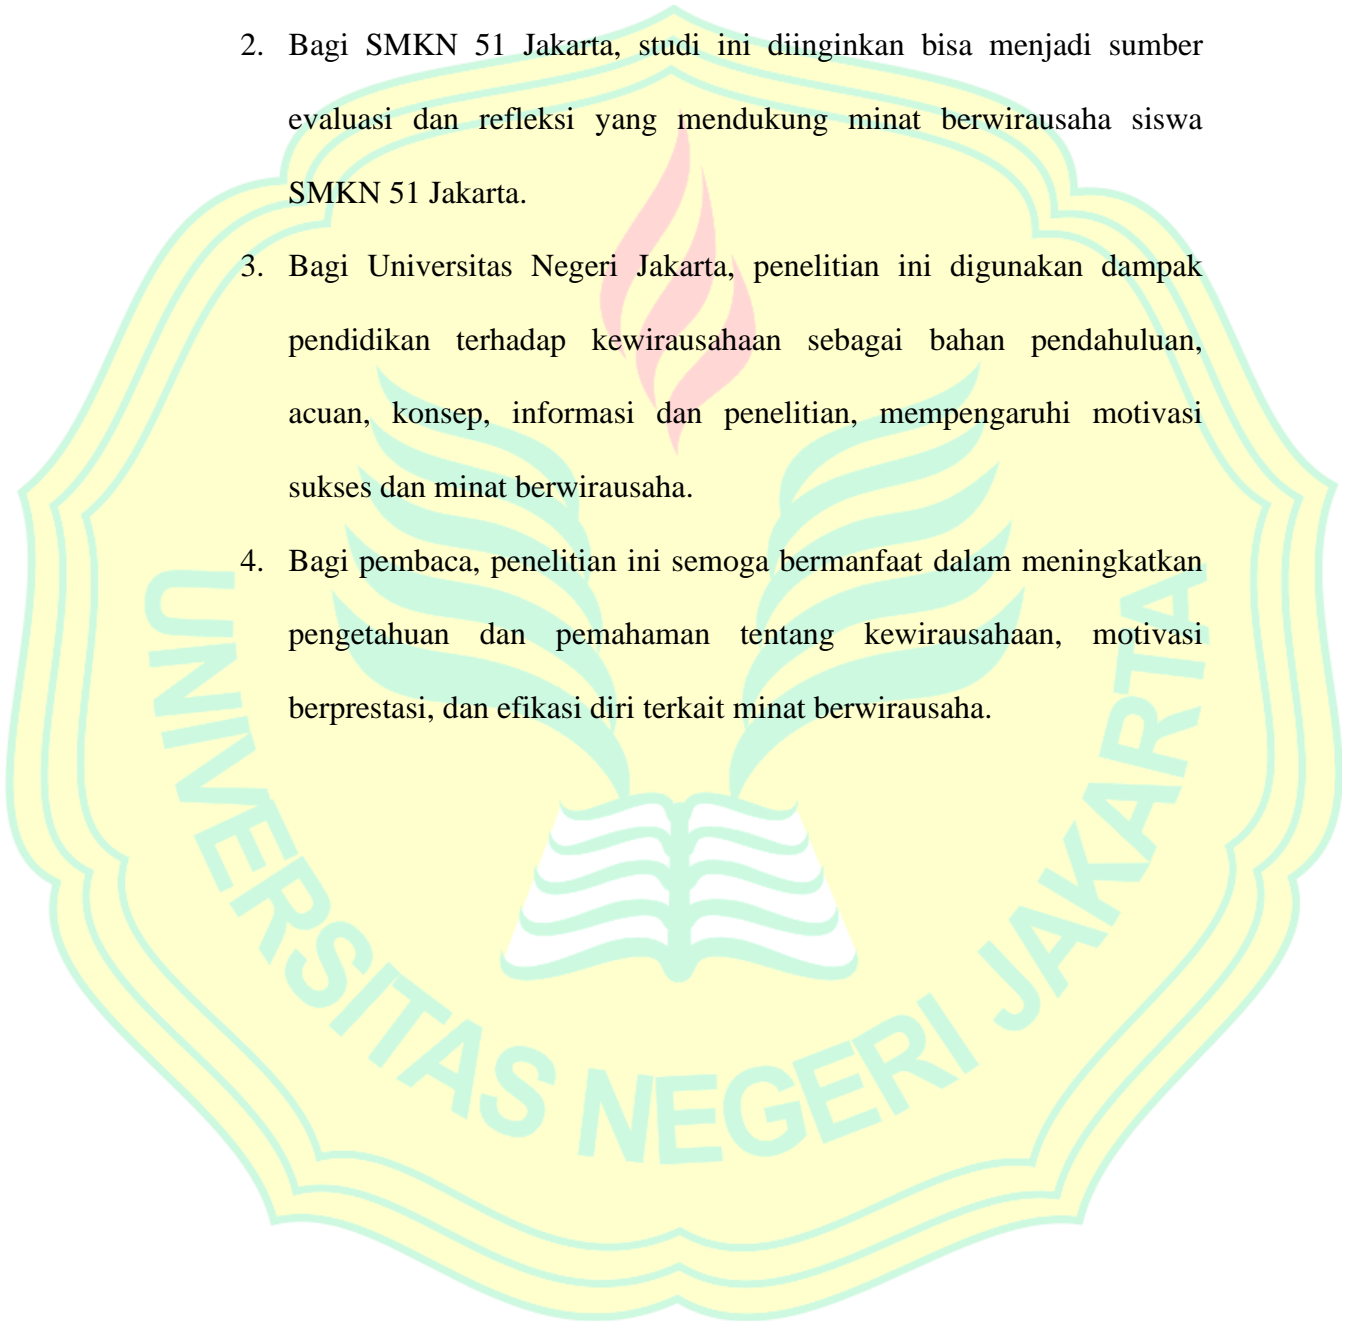 2. Bagi SMKN 51 Jakarta, studi ini diinginkan bisa menjadi sumber
evaluasi dan refleksi yang mendukung minat berwirausaha siswa
SMKN 51 Jakarta.
3. Bagi Universitas Negeri Jakarta, penelitian ini digunakan dampak
pendidikan terhadap kewirausahaan sebagai bahan pendahuluan,
acuan, konsep, informasi dan penelitian, mempengaruhi motivasi
sukses dan minat berwirausaha.
4. Bagi pembaca, penelitian ini semoga bermanfaat dalam meningkatkan
pengetahuan dan pemahaman tentang kewirausahaan, motivasi
berprestasi, dan efikasi diri terkait minat berwirausaha.
UNIVERSITAS NEGERI JAKARTA